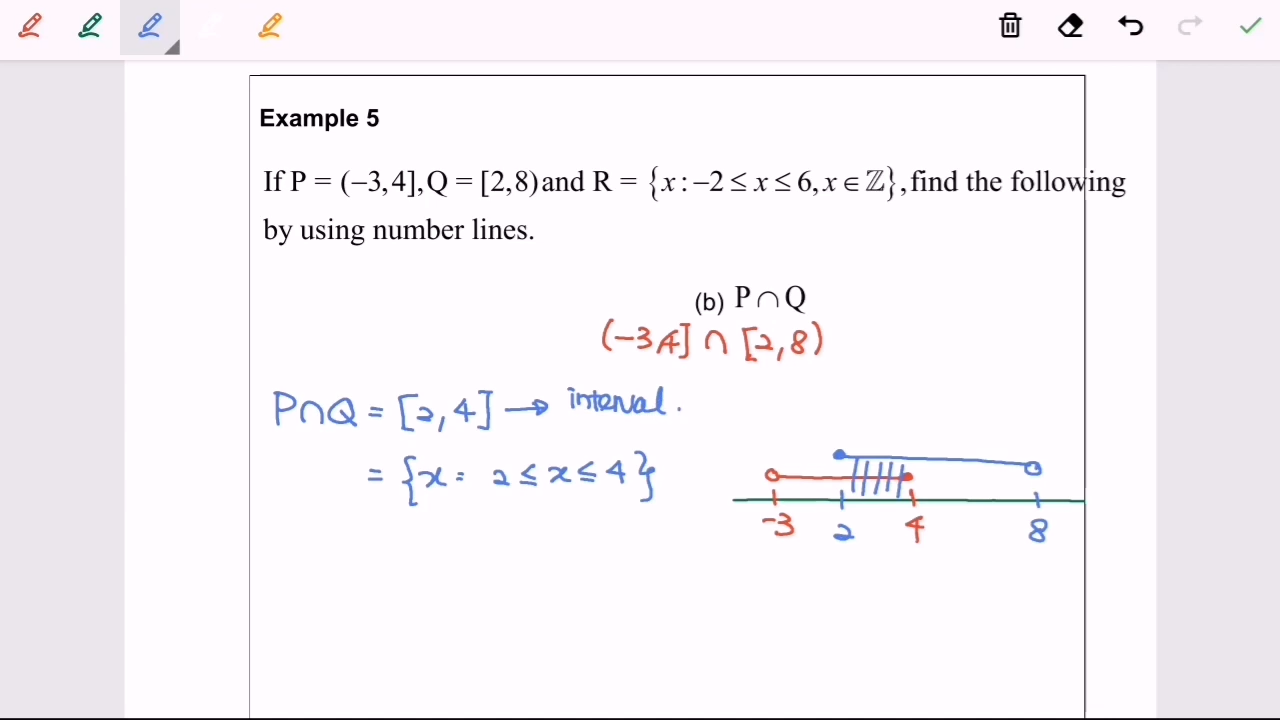 Example 5
If P = (−3,4], Q = [2,8) and R = {x : −2 ≤ x ≤ 6, x ∈ ℤ}, find the following
by using number lines.
(b) P ∩ Q
(−3 4] ∩ [2,8)
P∩Q = [2,4] → interval.
= {x : 2 ≤ x ≤ 4}
-3 2 4 8